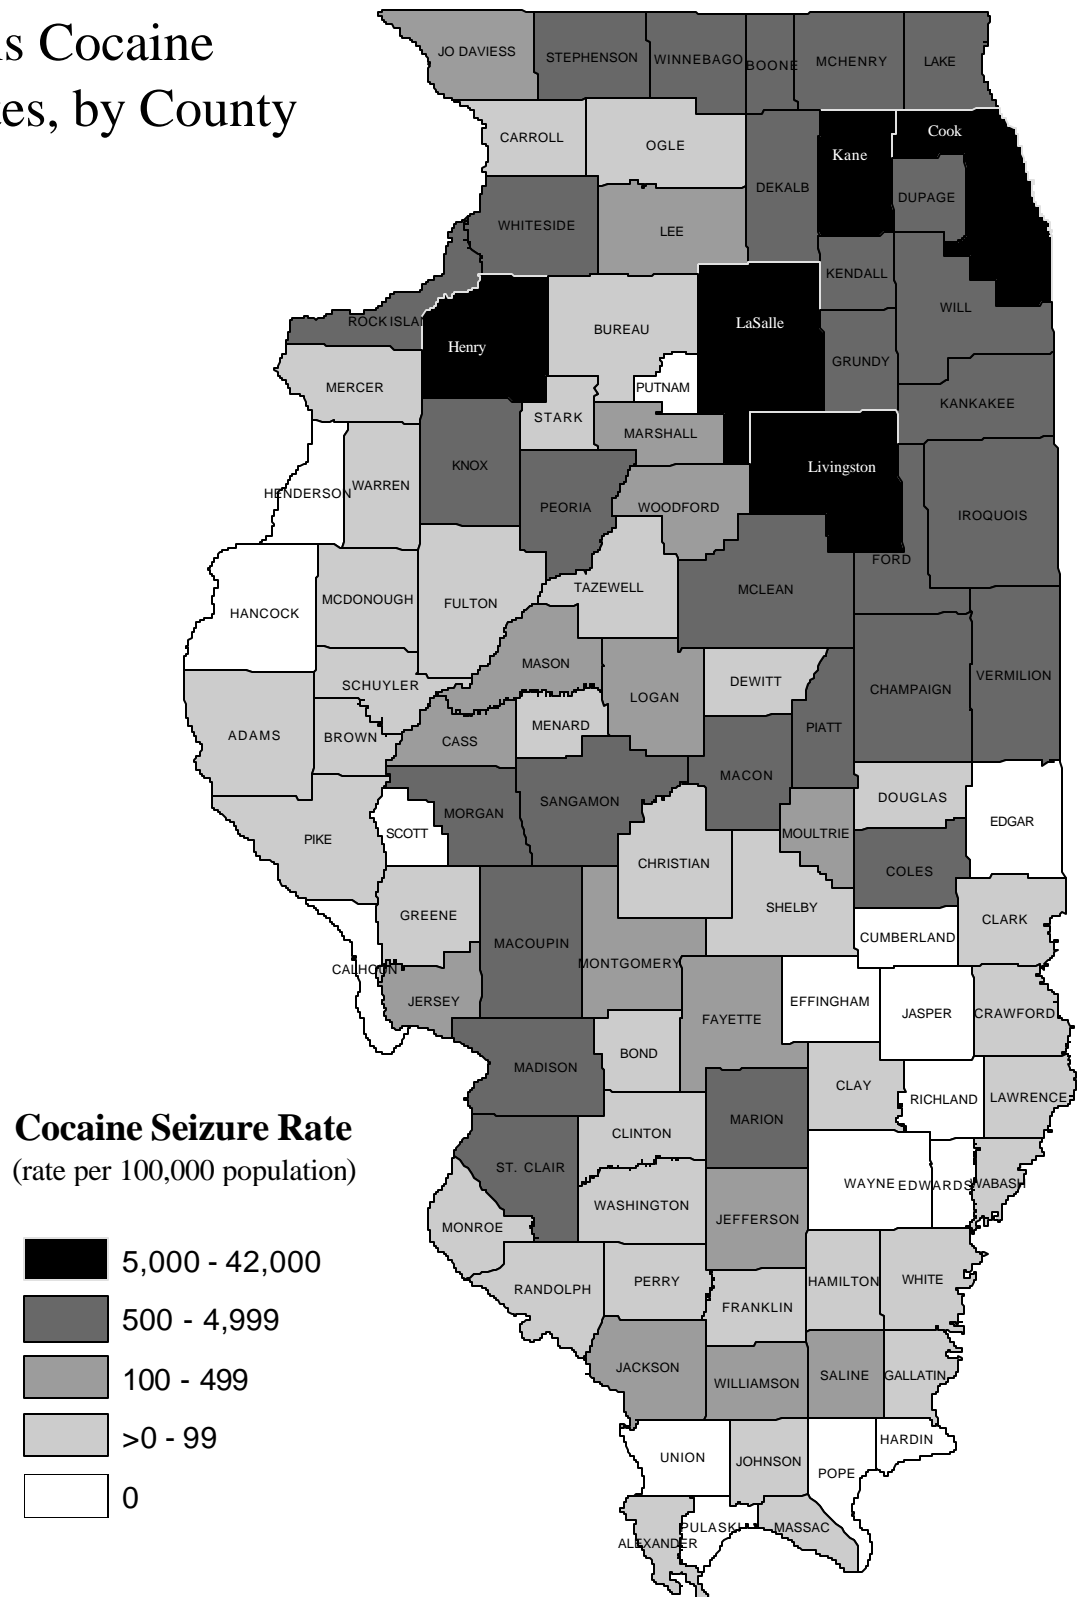 is Cocaine
es, by County
JO DAVIESS
STEPHENSON
WINNEBAGO
BOONE
MCHENRY
LAKE
CARROLL
OGLE
DEKALB
Kane
Cook
DUPAGE
WHITESIDE
LEE
KENDALL
WILL
ROCK ISLAN
Henry
BUREAU
LaSalle
GRUNDY
MERCER
PUTNAM
KANKAKEE
STARK
MARSHALL
HENDERSON
WARREN
KNOX
PEORIA
WOODFORD
Livingston
IROQUOIS
FORD
HANCOCK
MCDONOUGH
FULTON
TAZEWELL
MCLEAN
SCHUYLER
MASON
LOGAN
DEWITT
CHAMPAIGN
VERMILION
ADAMS
BROWN
CASS
MENARD
PIATT
MACON
PIKE
SCOTT
MORGAN
SANGAMON
MOULTRIE
DOUGLAS
EDGAR
CHRISTIAN
COLES
GREENE
SHELBY
CLARK
CALHOUN
MACOUPIN
MONTGOMERY
CUMBERLAND
JERSEY
FAYETTE
EFFINGHAM
JASPER
CRAWFORD
MADISON
BOND
CLAY
RICHLAND
LAWRENCE
MARION
CLINTON
ST. CLAIR
WAYNE
EDWARDS
WABASH
MONROE
WASHINGTON
JEFFERSON
RANDOLPH
PERRY
FRANKLIN
HAMILTON
WHITE
JACKSON
WILLIAMSON
SALINE
GALLATIN
UNION
JOHNSON
POPE
HARDIN
ALEXANDER
PULASKI
MASSAC
Cocaine Seizure Rate
(rate per 100,000 population)
5,000 - 42,000
500 - 4,999
100 - 499
>0 - 99
0